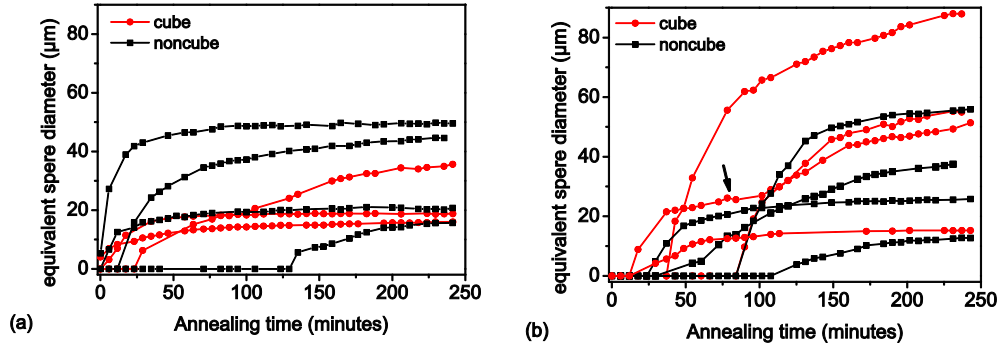 cube
noncube
equivalent spere diameter (µm)
80
60
40
20
0
0 50 100 150 200 250
Annealing time (minutes)
(a)
cube
noncube
equivalent spere diameter (µm)
80
60
40
20
0
0 50 100 150 200 250
Annealing time (minutes)
(b)